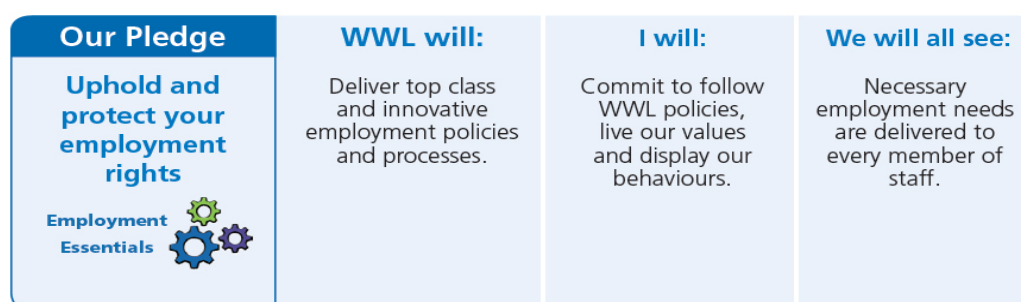 Our Pledge
Uphold and
protect your
employment
rights
Employment
Essentials
WWL will:
Deliver top class
and innovative
employment policies
and processes.
I will:
Commit to follow
WWL policies,
live our values
and display our
behaviours.
We will all see:
Necessary
employment needs
are delivered to
every member of
staff.